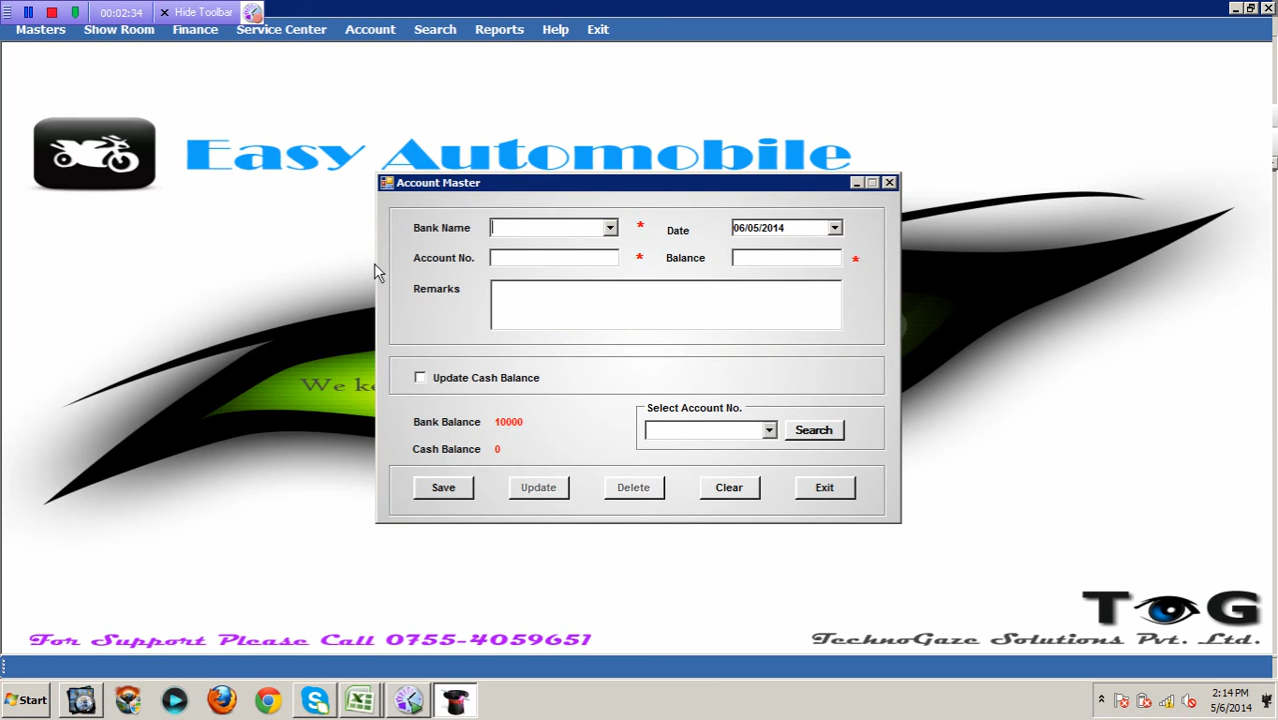 00:02:34 Hide Toolbar
Masters Show Room Finance Service Center Account Search Reports Help Exit
Easy Automobile
Account Master
Bank Name * Date 06/05/2014
Account No. * Balance *
Remarks
We ke
Update Cash Balance
Select Account No.
Bank Balance 10000
Search
Cash Balance 0
Save Update Delete Clear Exit
T G
For Support Please Call 0755-4059651
TechnoGaze Solutions Pvt. Ltd.
Start
2:14 PM
5/6/2014